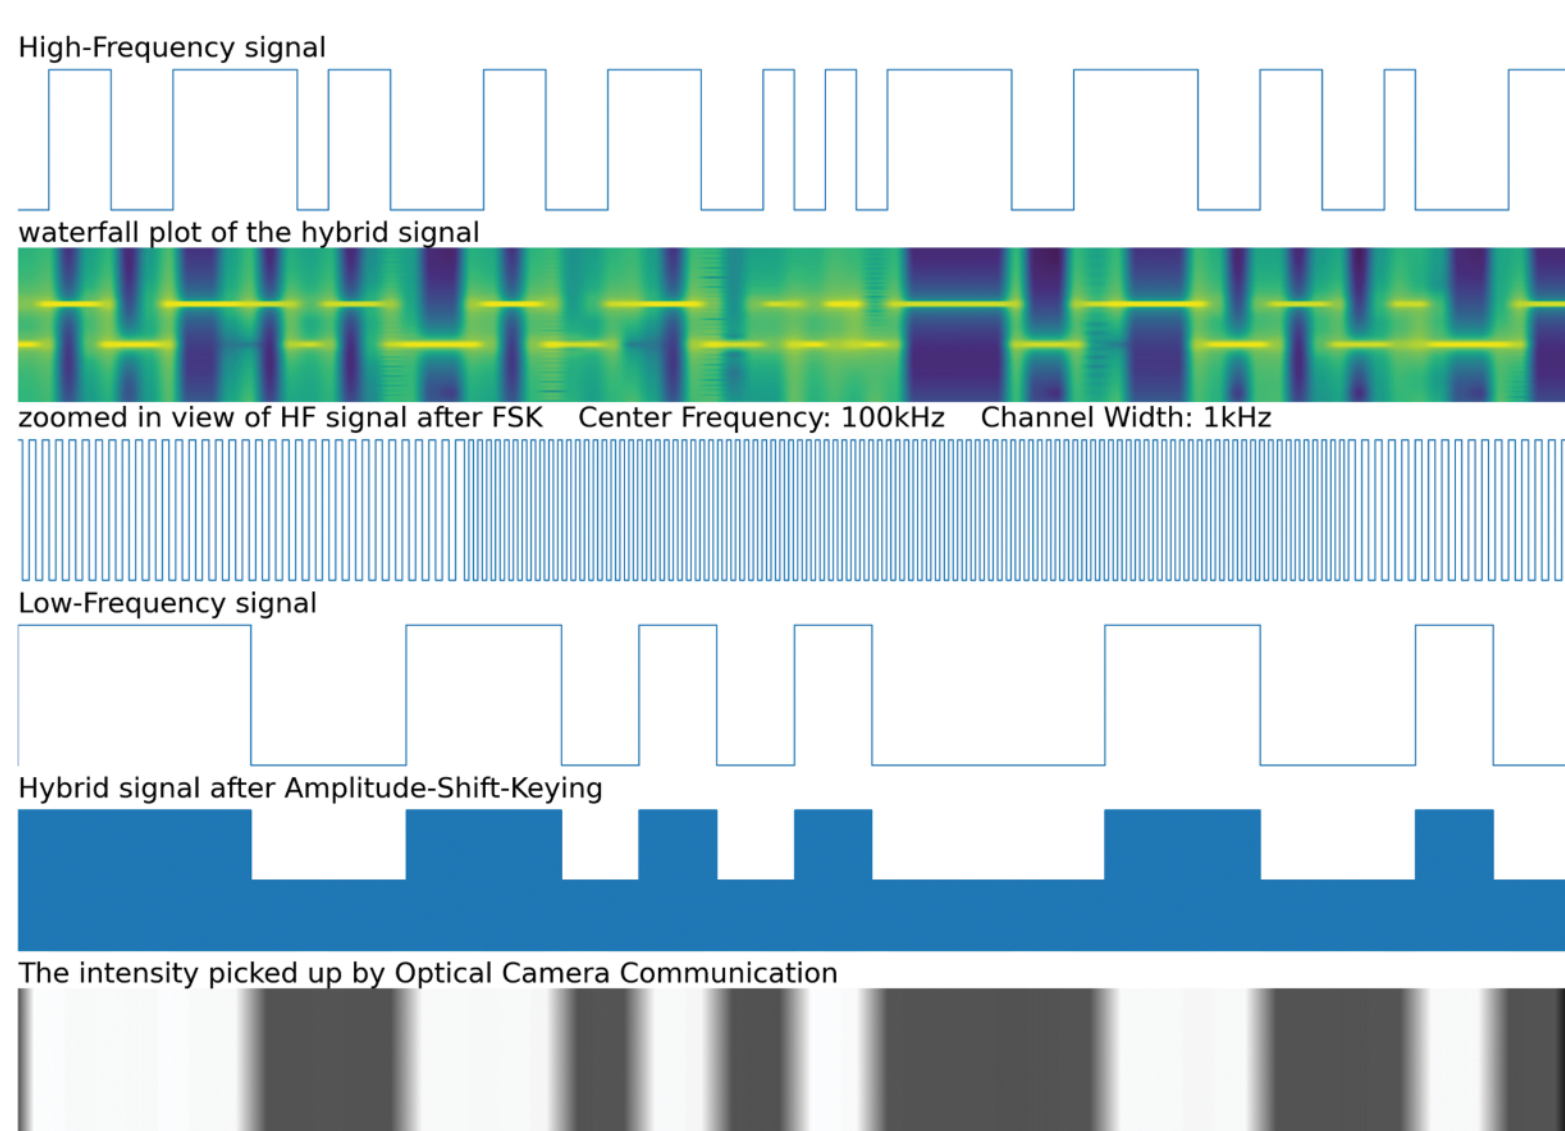 High-Frequency signal
waterfall plot of the hybrid signal
zoomed in view of HF signal after FSK    Center Frequency: 100kHz    Channel Width: 1kHz
Low-Frequency signal
Hybrid signal after Amplitude-Shift-Keying
The intensity picked up by Optical Camera Communication